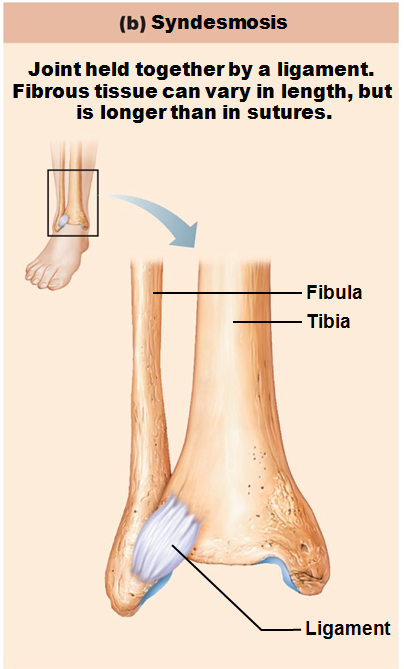 (b) Syndesmosis
Joint held together by a ligament.
Fibrous tissue can vary in length, but
is longer than in sutures.
Fibula
Tibia
Ligament